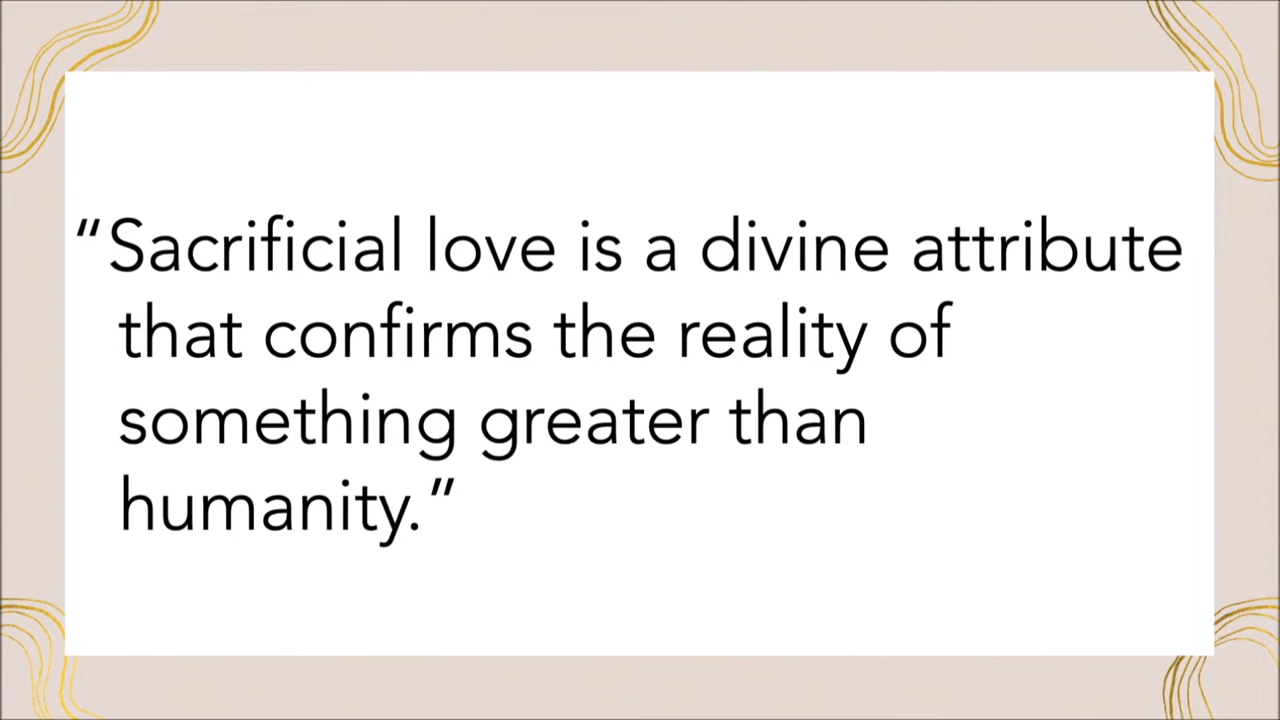 “Sacrificial love is a divine attribute
that confirms the reality of
something greater than
humanity.”